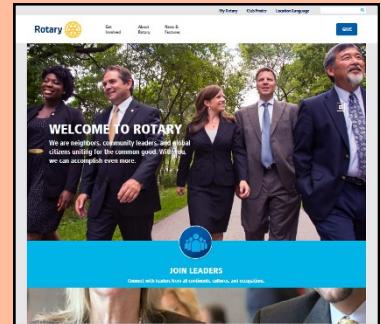 My Rotary Club Finder Location/Language
Rotary
Get Involved
About Rotary
News & Features
GIVE
WELCOME TO ROTARY
We are neighbors, community leaders, and global
citizens uniting for the common good. With you,
we can accomplish even more.
JOIN LEADERS
Connect with leaders from all continents, cultures, and occupations.